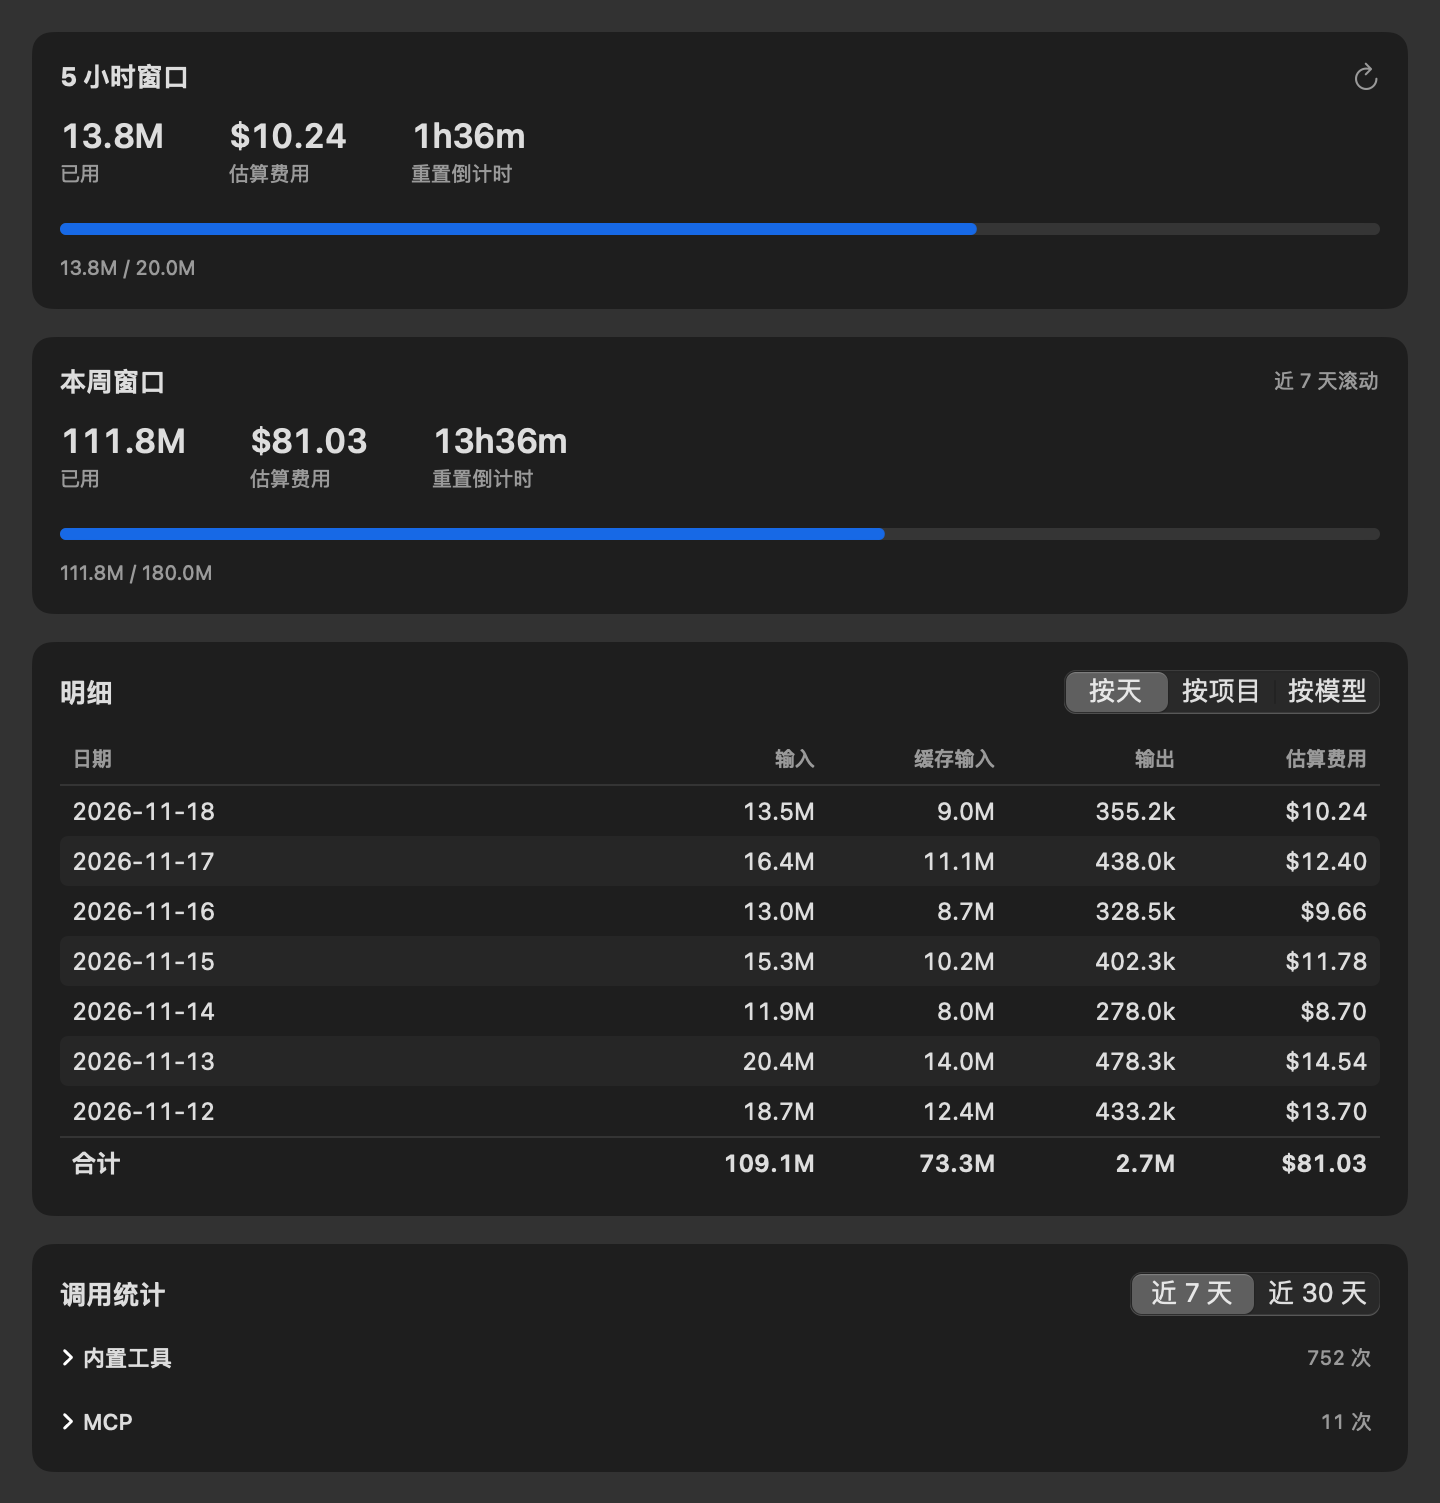 5 小时窗口
13.8M $10.24 1h36m
已用 估算费用 重置倒计时
13.8M / 20.0M
本周窗口 近 7 天滚动
111.8M $81.03 13h36m
已用 估算费用 重置倒计时
111.8M / 180.0M
明细 按天 按项目 按模型
日期 输入 缓存输入 输出 估算费用
2026-11-18 13.5M 9.0M 355.2k $10.24
2026-11-17 16.4M 11.1M 438.0k $12.40
2026-11-16 13.0M 8.7M 328.5k $9.66
2026-11-15 15.3M 10.2M 402.3k $11.78
2026-11-14 11.9M 8.0M 278.0k $8.70
2026-11-13 20.4M 14.0M 478.3k $14.54
2026-11-12 18.7M 12.4M 433.2k $13.70
合计 109.1M 73.3M 2.7M $81.03
调用统计 近 7 天 近 30 天
内置工具 752 次
MCP 11 次